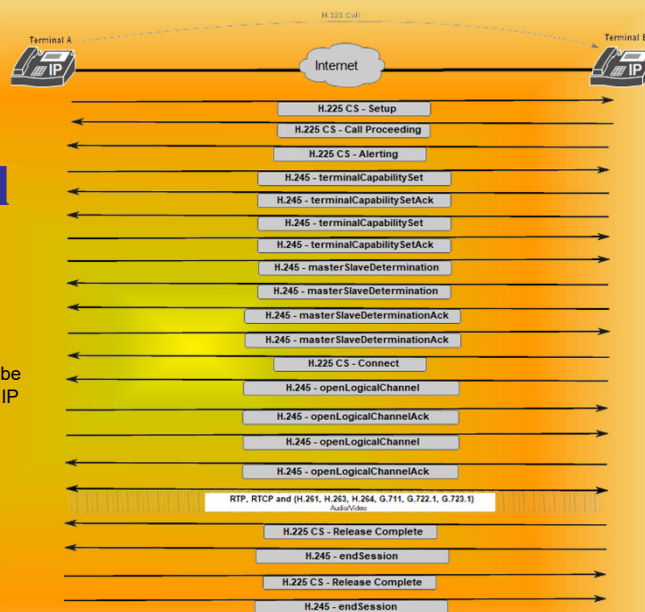 H.323 Call
Terminal A
Terminal
IP
Internet
IP
H.225 CS - Setup
H.225 CS - Call Proceeding
H.225 CS - Alerting
H.245 - terminalCapabilitySet
H.245 - terminalCapabilitySetAck
H.245 - terminalCapabilitySet
H.245 - terminalCapabilitySetAck
H.245 - masterSlaveDetermination
H.245 - masterSlaveDetermination
H.245 - masterSlaveDeterminationAck
H.245 - masterSlaveDeterminationAck
H.225 CS - Connect
be
IP
H.245 - openLogicalChannel
H.245 - openLogicalChannelAck
H.245 - openLogicalChannel
H.245 - openLogicalChannelAck
RTP, RTCP and (H.261, H.263, H.264, G.711, G.722.1, G.723.1)
Audio/Video
H.225 CS - Release Complete
H.245 - endSession
H.225 CS - Release Complete
H.245 - endSession